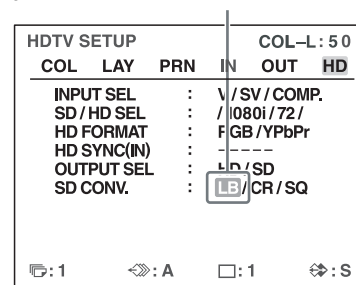 HDTV SETUP COL–L:50
COL LAY PRN IN OUT HD
INPUT SEL : V/SV/COMP.
SD/HD SEL : /1080i/72/
HD FORMAT : RGB/YPbPr
HD SYNC(IN) : -----
OUTPUT SEL : HD/SD
SD CONV. : LB/CR/SQ
:1 :A :1 :S